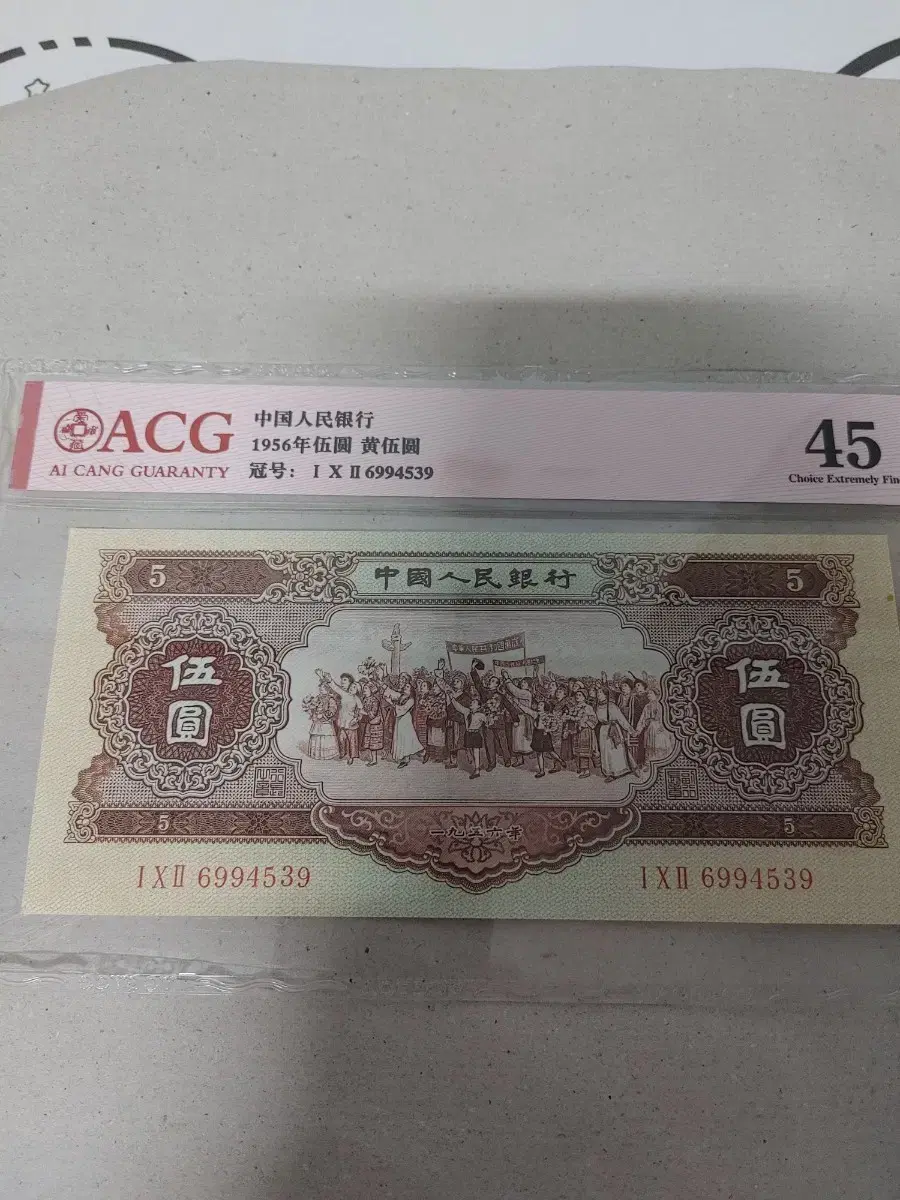 ACG
AI CANG GUARANTY
中国人民银行
1956年伍圆 黄伍圆
冠号: I X II 6994539
45
Choice Extremely Fin
5
中國人民銀行
5
伍圓
伍圓
5
一九五六年
5
I X II 6994539
I X II 6994539